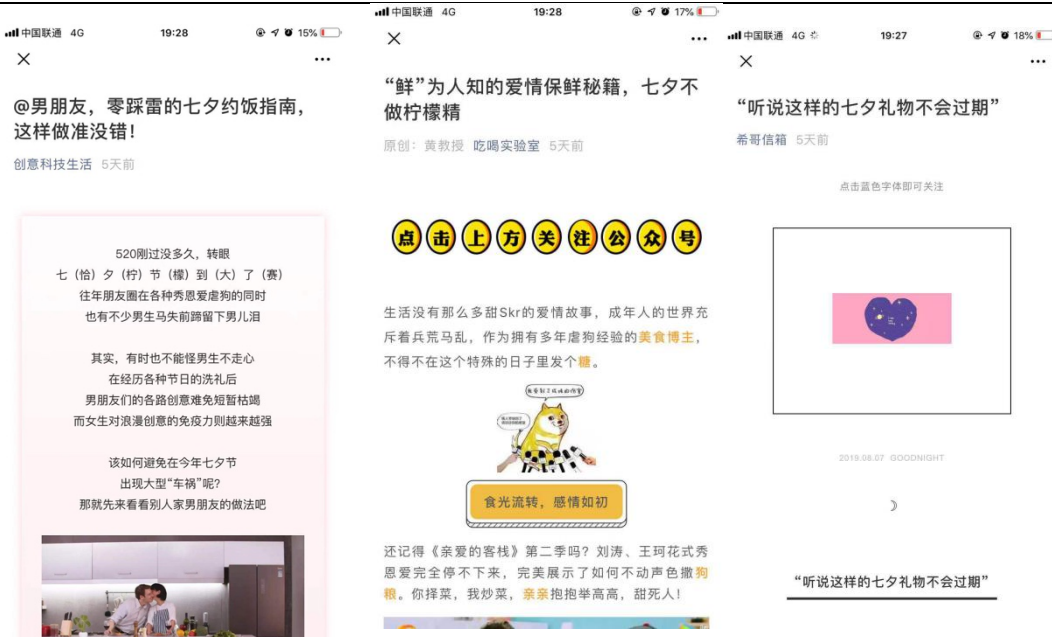 中国联通 4G 19:28 15%
@男朋友，零踩雷的七夕约饭指南，
这样做准没错！
创意科技生活 5天前
520刚过没多久，转眼
七（恰）夕（柠）节（檬）到（大）了（赛）
往年朋友圈在各种秀恩爱虐狗的同时
也有不少男生马失前蹄留下男儿泪
其实，有时也不能怪男生不走心
在经历各种节日的洗礼后
男朋友们的各路创意难免短暂枯竭
而女生对浪漫创意的免疫力则越来越强
该如何避免在今年七夕节
出现大型“车祸”呢？
那就先来看看别人家男朋友的做法吧
中国联通 4G 19:28 17%
“鲜”为人知的爱情保鲜秘籍，七夕不
做柠檬精
原创：黄教授 吃喝实验室 5天前
点击上方关注公众号
生活没有那么多甜Skr的爱情故事，成年人的世界充
斥着兵荒马乱，作为拥有多年虐狗经验的美食博主，
不得不在这个特殊的日子里发个糖。
食光流转，感情如初
还记得《亲爱的客栈》第二季吗？刘涛、王珂花式秀
恩爱完全停不下来，完美展示了如何不动声色撒狗
粮。你择菜，我炒菜，亲亲抱抱举高高，甜死人！
中国联通 4G 19:27 18%
“听说这样的七夕礼物不会过期”
希哥信箱 5天前
点击蓝色字体即可关注
2019.08.07 GOODNIGHT
“听说这样的七夕礼物不会过期”